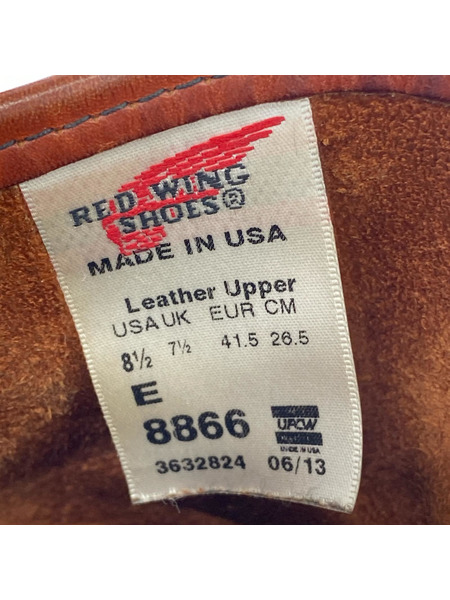 RED WING
SHOES®
MADE IN USA
Leather Upper
USA UK EUR CM
8½ 7½ 41.5 26.5
E
8866
UPCW
MADE IN USA
3632824 06/13